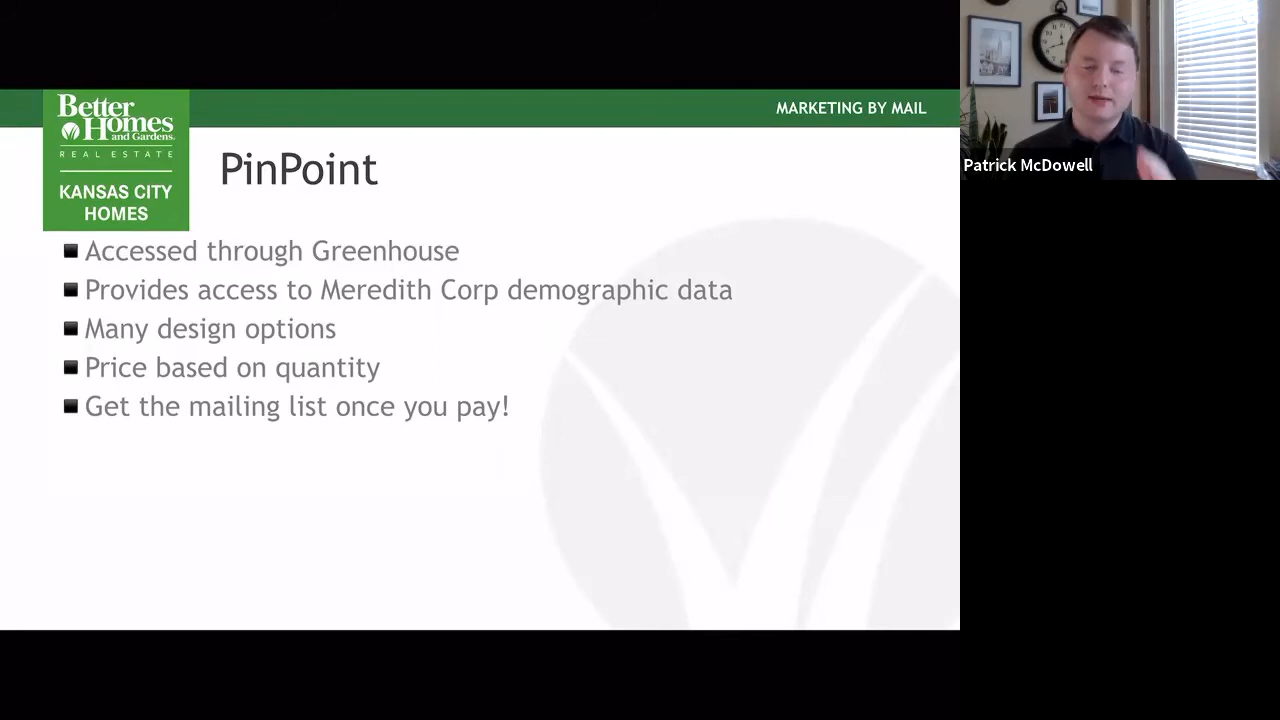 MARKETING BY MAIL
Better
Homes
and Gardens.
REAL ESTATE
KANSAS CITY
HOMES
PinPoint
Accessed through Greenhouse
Provides access to Meredith Corp demographic data
Many design options
Price based on quantity
Get the mailing list once you pay!
Patrick McDowell